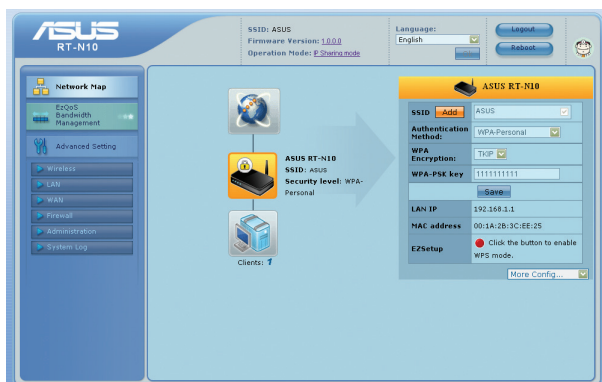 ASUS
RT-N10
SSID: ASUS
Firmware Version: 1.0.0.0
Operation Mode: IP Sharing mode
Language:
English
Logout
Reboot
Network Map
EzQoS
Bandwidth
Management
Advanced Setting
Wireless
LAN
WAN
Firewall
Administration
System Log
ASUS RT-N10
SSID: ASUS
Security level: WPA-
Personal
Clients: 1
ASUS RT-N10
SSID Add ASUS
Authentication
Method: WPA-Personal
WPA
Encryption: TKIP
WPA-PSK key 1111111111
Save
LAN IP 192.168.1.1
MAC address 00:1A:2B:3C:EE:25
EZSetup Click the button to enable
WPS mode.
More Config...